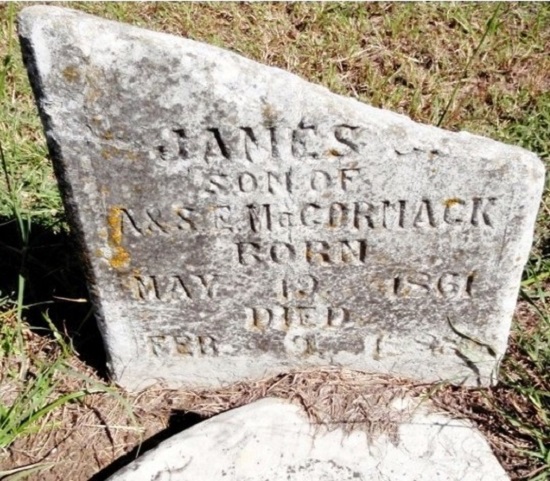 JAMES
SON OF
A & S.E. McCORMACK
BORN
MAY 19. 1861
DIED
FEB. 9.